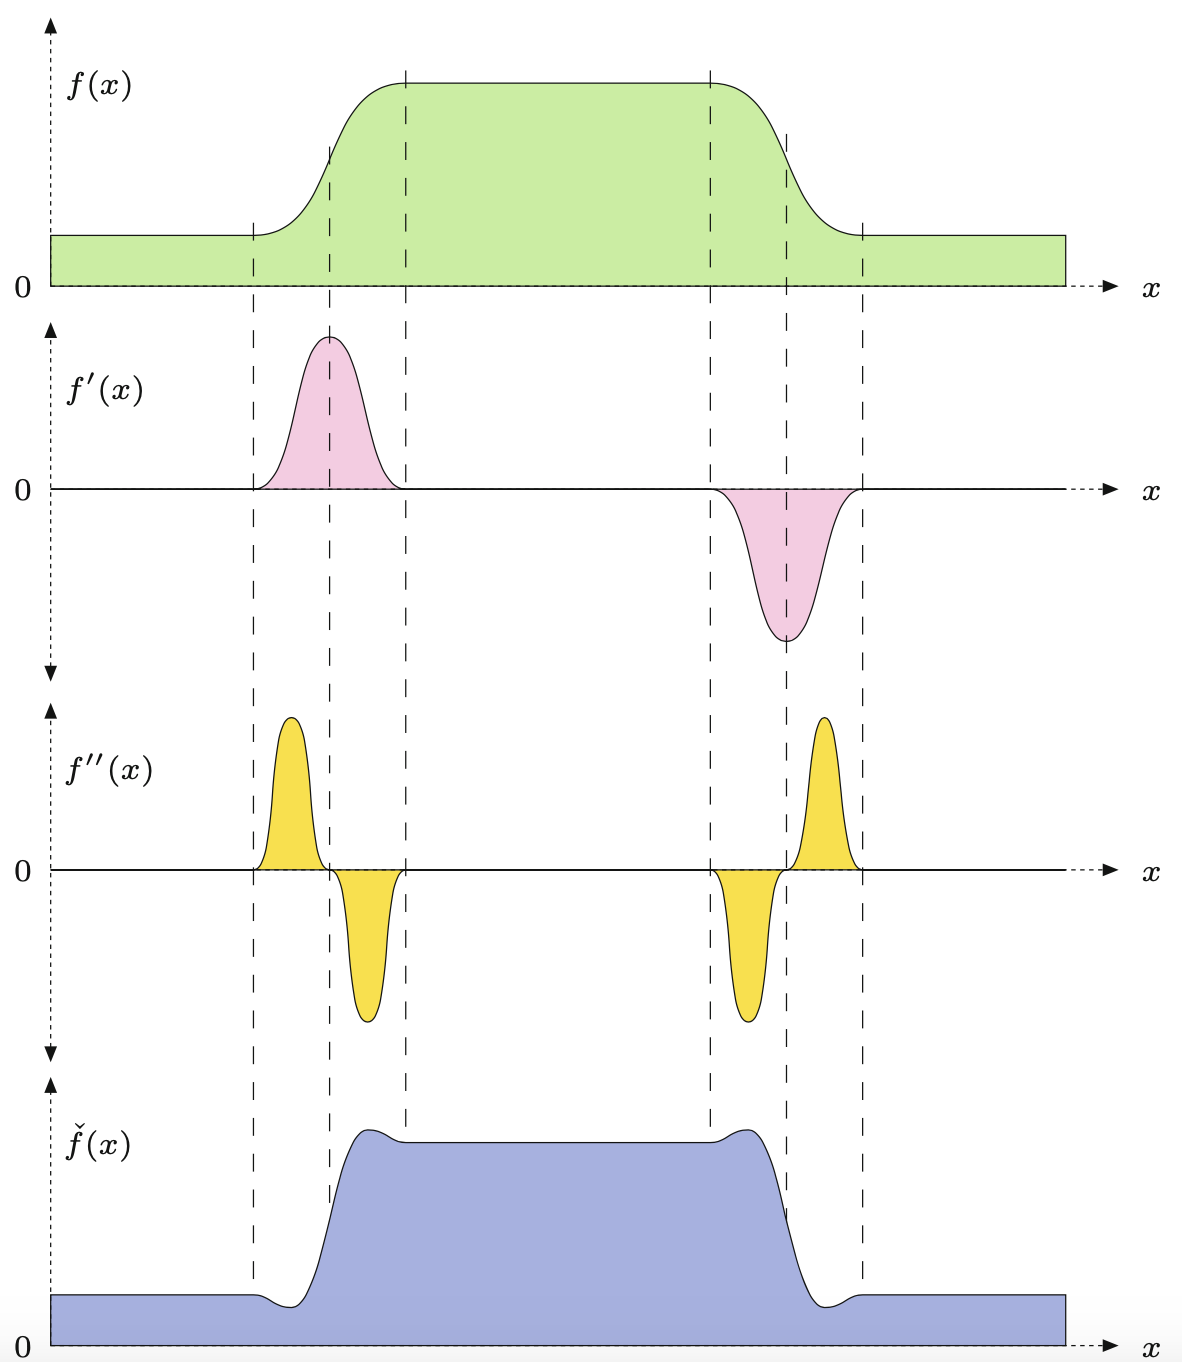 f(x)
0 x
f′(x)
0 x
f″(x)
0 x
f̌(x)
0 x